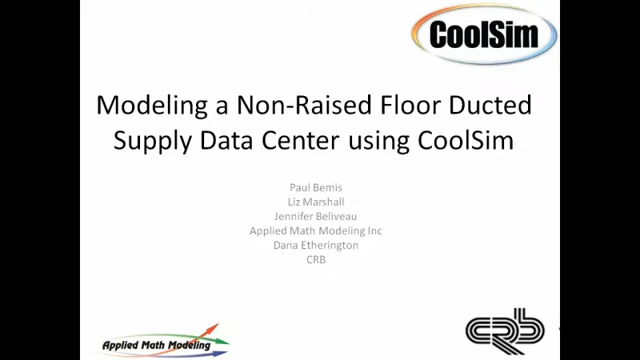 CoolSim
Modeling a Non-Raised Floor Ducted
Supply Data Center using CoolSim
Paul Bemis
Liz Marshall
Jennifer Beliveau
Applied Math Modeling Inc
Dana Etherington
CRB
Applied Math Modeling
CRB